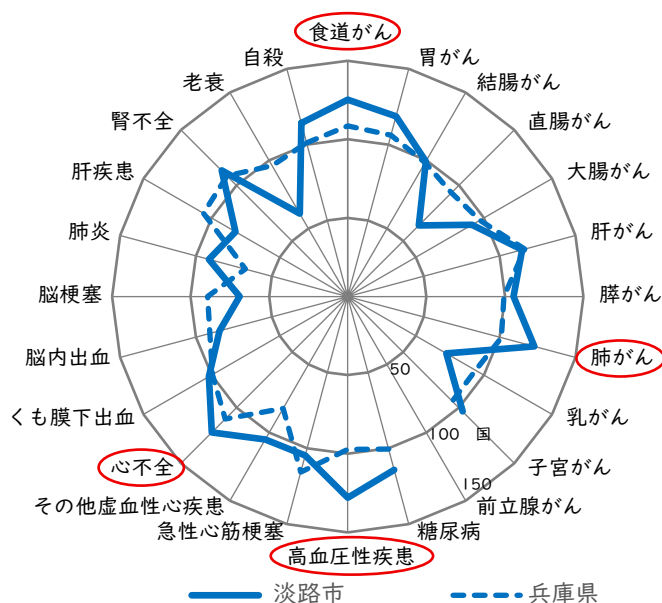 食道がん
胃がん
結腸がん
直腸がん
大腸がん
肝がん
膵がん
肺がん
乳がん
子宮がん
前立腺がん
糖尿病
高血圧性疾患
急性心筋梗塞
その他虚血性心疾患
心不全
くも膜下出血
脳内出血
脳梗塞
肺炎
肝疾患
腎不全
老衰
自殺
50
100 国
150
淡路市
兵庫県